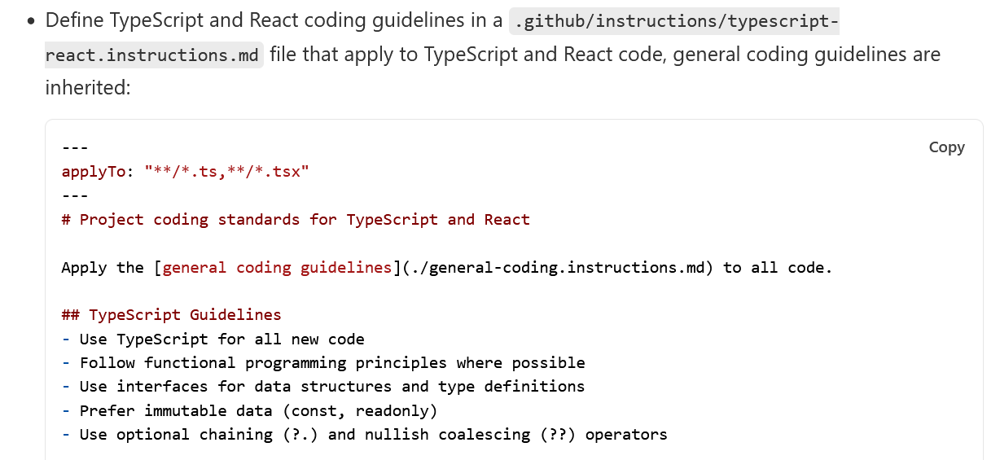 Define TypeScript and React coding guidelines in a .github/instructions/typescript-
react.instructions.md file that apply to TypeScript and React code, general coding guidelines are
inherited:
Copy
---
applyTo: "**/*.ts,**/*.tsx"
---
# Project coding standards for TypeScript and React
Apply the [general coding guidelines](./general-coding.instructions.md) to all code.
## TypeScript Guidelines
- Use TypeScript for all new code
- Follow functional programming principles where possible
- Use interfaces for data structures and type definitions
- Prefer immutable data (const, readonly)
- Use optional chaining (?.) and nullish coalescing (??) operators